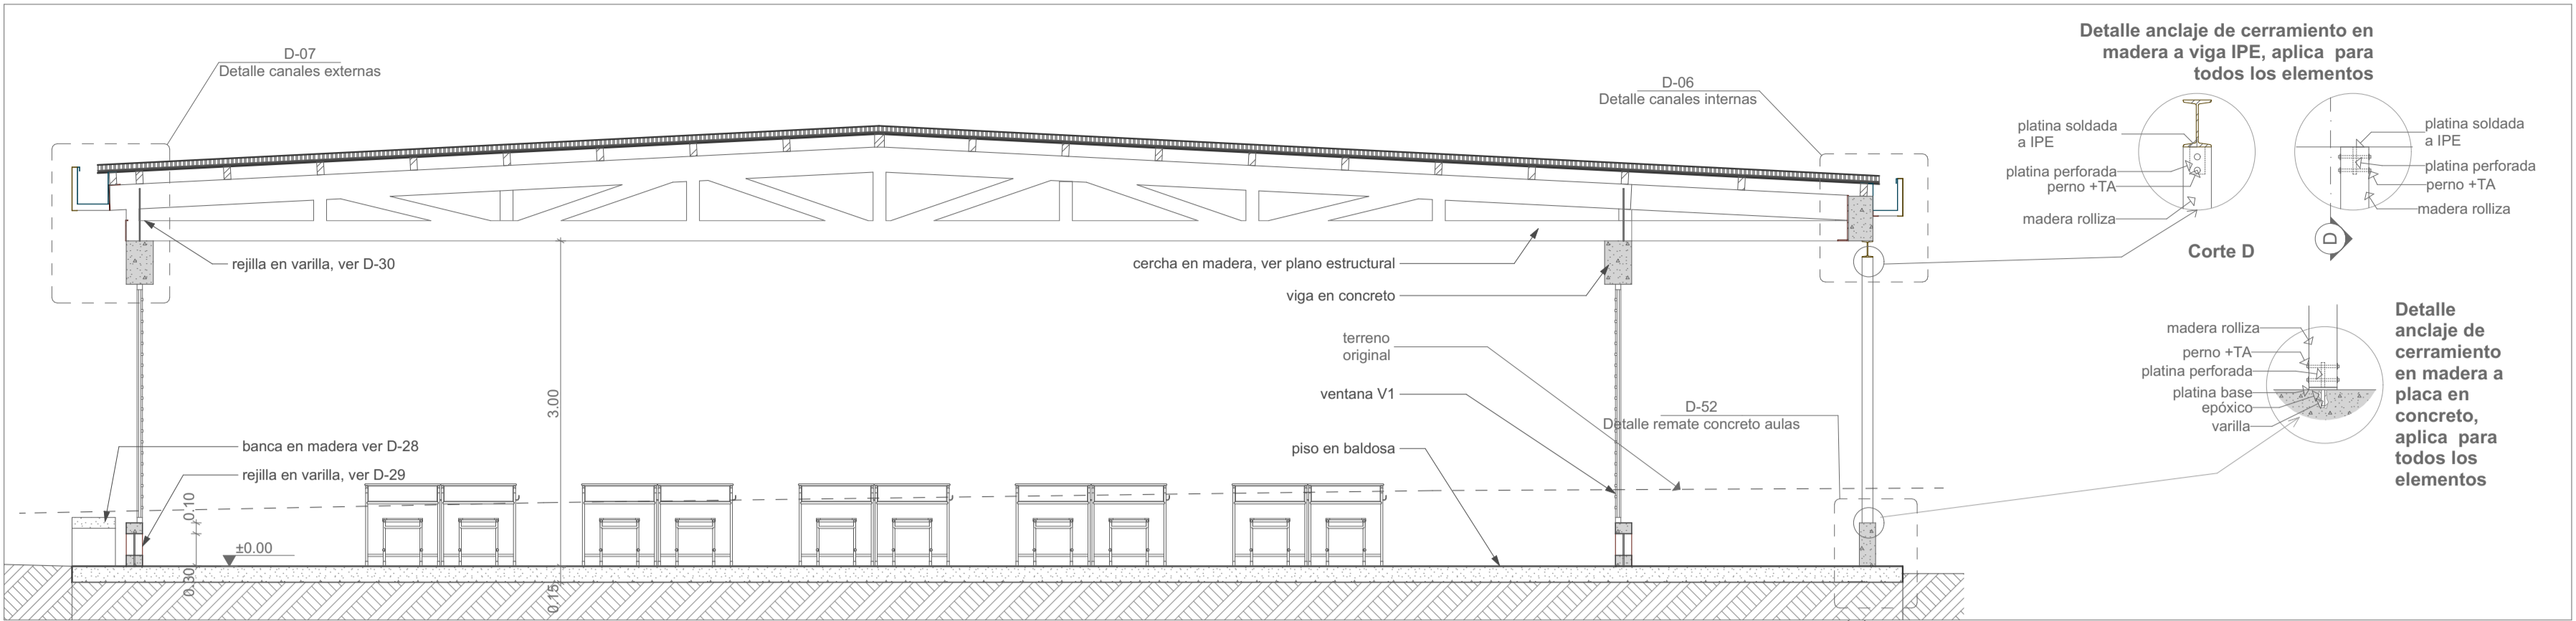 D-07
Detalle canales externas
D-06
Detalle canales internas
rejilla en varilla, ver D-30
cercha en madera, ver plano estructural
viga en concreto
terreno
original
ventana V1
D-52
Detalle remate concreto aulas
piso en baldosa
3.00
banca en madera ver D-28
rejilla en varilla, ver D-29
0.10
±0.00
0.30
0.15
Detalle anclaje de cerramiento en
madera a viga IPE, aplica para
todos los elementos
platina soldada
a IPE
platina perforada
perno +TA
madera rolliza
Corte D
platina soldada
a IPE
platina perforada
perno +TA
madera rolliza
D
madera rolliza
perno +TA
platina perforada
platina base
epóxico
varilla
Detalle
anclaje de
cerramiento
en madera a
placa en
concreto,
aplica para
todos los
elementos